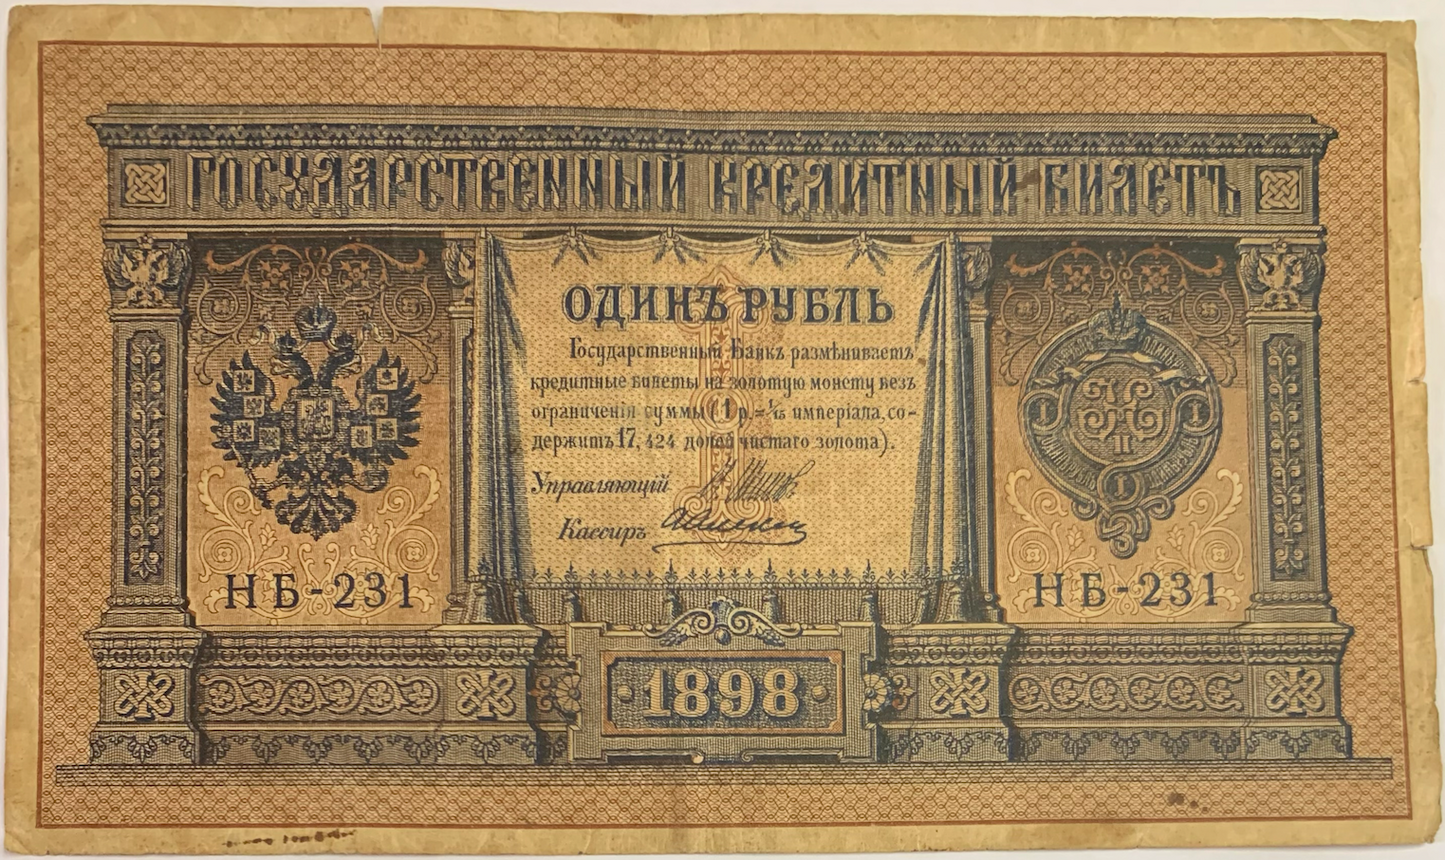 ГОСУДАРСТВЕННЫЙ КРЕДИТНЫЙ БИЛЕТЪ
ОДИНЪ РУБЛЬ
Государственный Банкъ размѣниваетъ
кредитные билеты на золотую монету безъ
ограниченія суммы (1 р.=1/15 имперіала, со-
держитъ 17,424 долей чистаго золота).
Управляющій
Кассиръ
НБ-231
НБ-231
1898